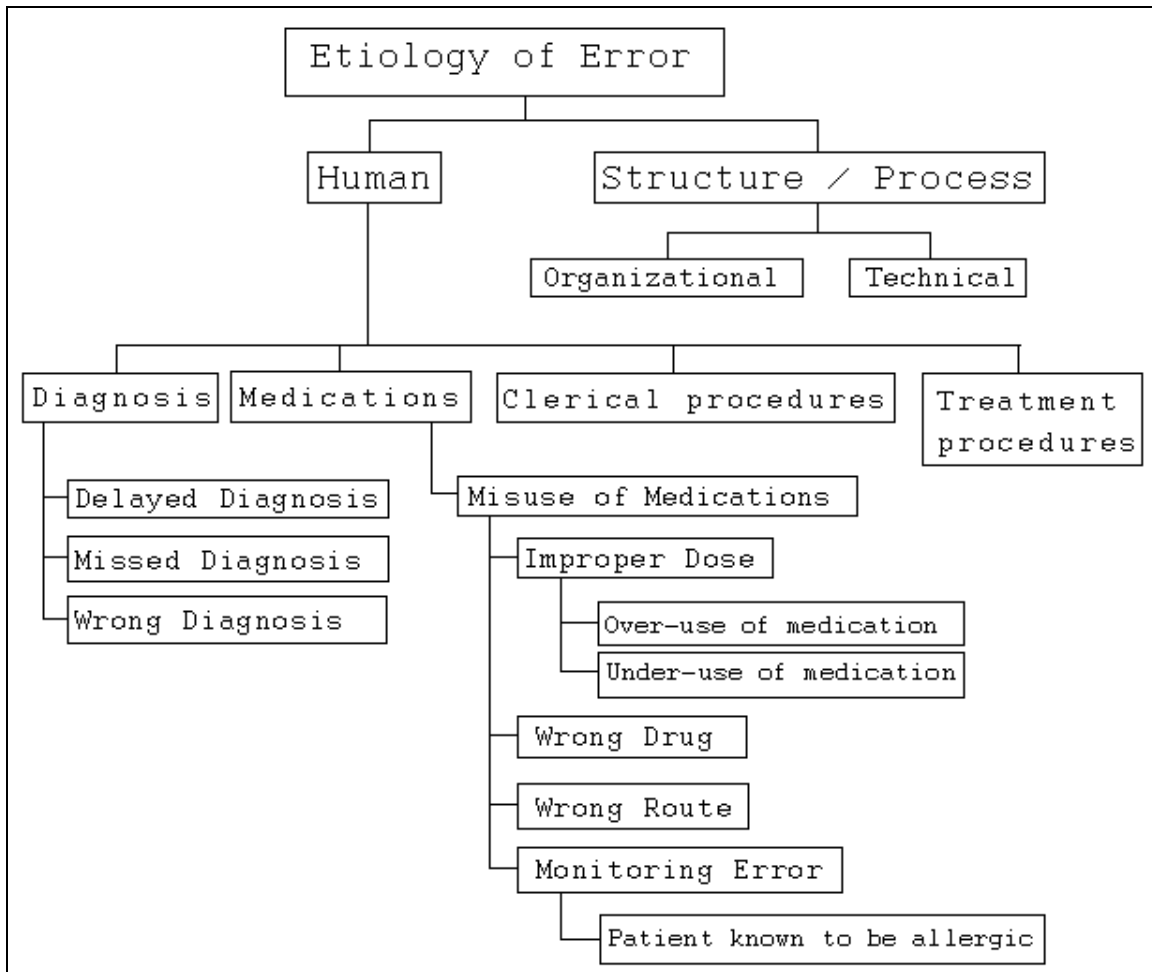 Etiology of Error
Human
Structure / Process
Organizational
Technical
Diagnosis
Medications
Clerical procedures
Treatment
procedures
Delayed Diagnosis
Missed Diagnosis
Wrong Diagnosis
Misuse of Medications
Improper Dose
Over-use of medication
Under-use of medication
Wrong Drug
Wrong Route
Monitoring Error
Patient known to be allergic